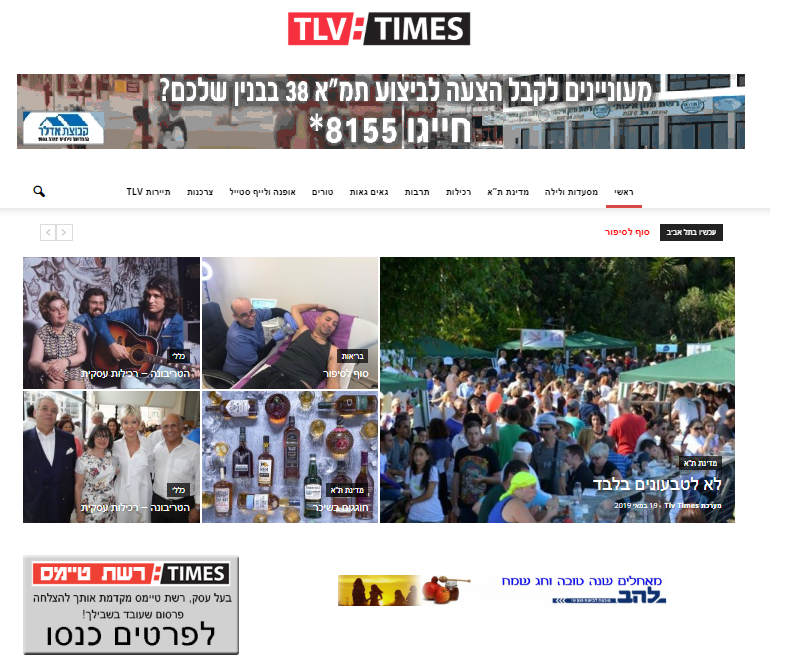 TLV:TIMES
מעוניינים לקבל הצעה לביצוע תמ"א 38 בבנין שלכם?
חייגו 8155*
קבוצת אדלר
ראשי
מסעדות ולילה
מדינת ת"א
רכילות
תרבות
גאים גאות
טורים
אופנה ולייף סטייל
צרכנות
תיירות TLV
עכשיו בתל אביב
סוף לסיפור
מדינת ת"א
לא לטבעונים בלבד
מערכת Tlv Times - 19 במאי 2019
בריאות
סוף לסיפור
כללי
הטריבונה – רכילות עסקית
מדינת ת"א
חוגגים בשיכר
כללי
הטריבונה – רכילות עסקית
מאחלים שנה טובה וחג שמח
להב
רשת טיימס:TIMES
בעל עסק, רשת טיימס מקדמת אותך להצלחה
פרסום שעובד בשבילך!
לפרטים כנסו